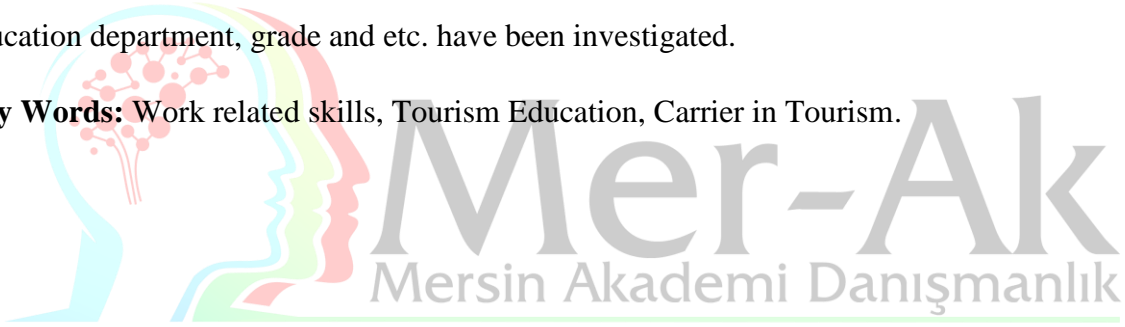 ucation department, grade and etc. have been investigated.
y Words: Work related skills, Tourism Education, Carrier in Tourism.
Mer-Ak
Mersin Akademi Danışmanlık